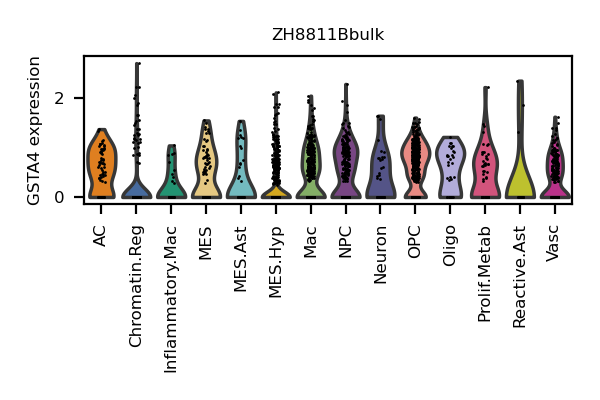 ZH8811Bbulk
GSTA4 expression
2
0
AC
Chromatin.Reg
Inflammatory.Mac
MES
MES.Ast
MES.Hyp
Mac
NPC
Neuron
OPC
Oligo
Prolif.Metab
Reactive.Ast
Vasc